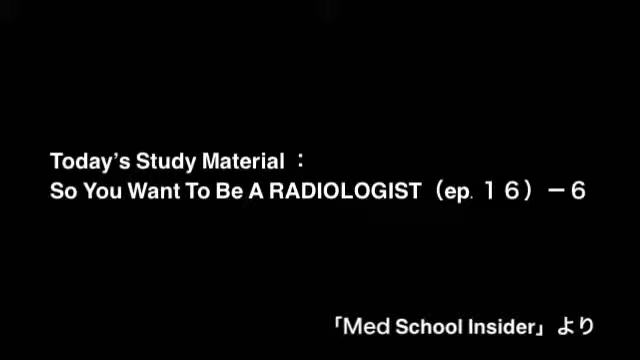 Today’s Study Material ：
So You Want To Be A RADIOLOGIST（ep. １６）－６
「Med School Insider」より